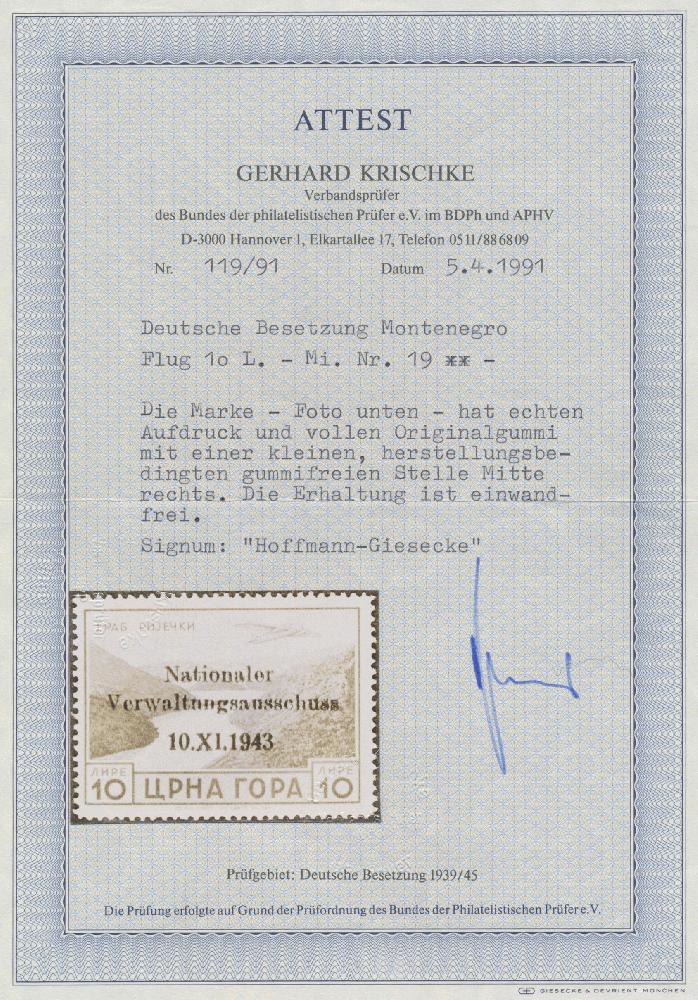 ATTEST
GERHARD KRISCHKE
Verbandsprüfer
des Bundes der philatelistischen Prüfer e.V. im BDPh und APHV
D-3000 Hannover 1, Elkartallee 17, Telefon 0511/886809
Nr. 119/91 Datum 5.4.1991
Deutsche Besetzung Montenegro
Flug 1o L. - Mi. Nr. 19 ** -
Die Marke - Foto unten - hat echten
Aufdruck und vollen Originalgummi
mit einer kleinen, herstellungsbe-
dingten gummifreien Stelle Mitte
rechts. Die Erhaltung ist einwand-
frei.
Signum: "Hoffmann-Giesecke"
РИЈЕЧКИ
Nationaler
Verwaltungsausschuss
10.XI.1943
ЛИРЕ ЛИРЕ
10 ЦРНА ГОРА 10
Prüfgebiet: Deutsche Besetzung 1939/45
Die Prüfung erfolgte auf Grund der Prüfordnung des Bundes der Philatelistischen Prüfer e.V.
GIESECKE & DEVRIENT MÜNCHEN